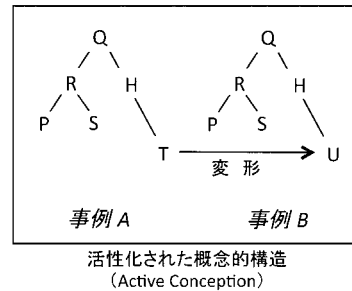 Q Q
R H R H
P S P S
T U
変 形
事例 A 事例 B
活性化された概念的構造
（Active Conception）